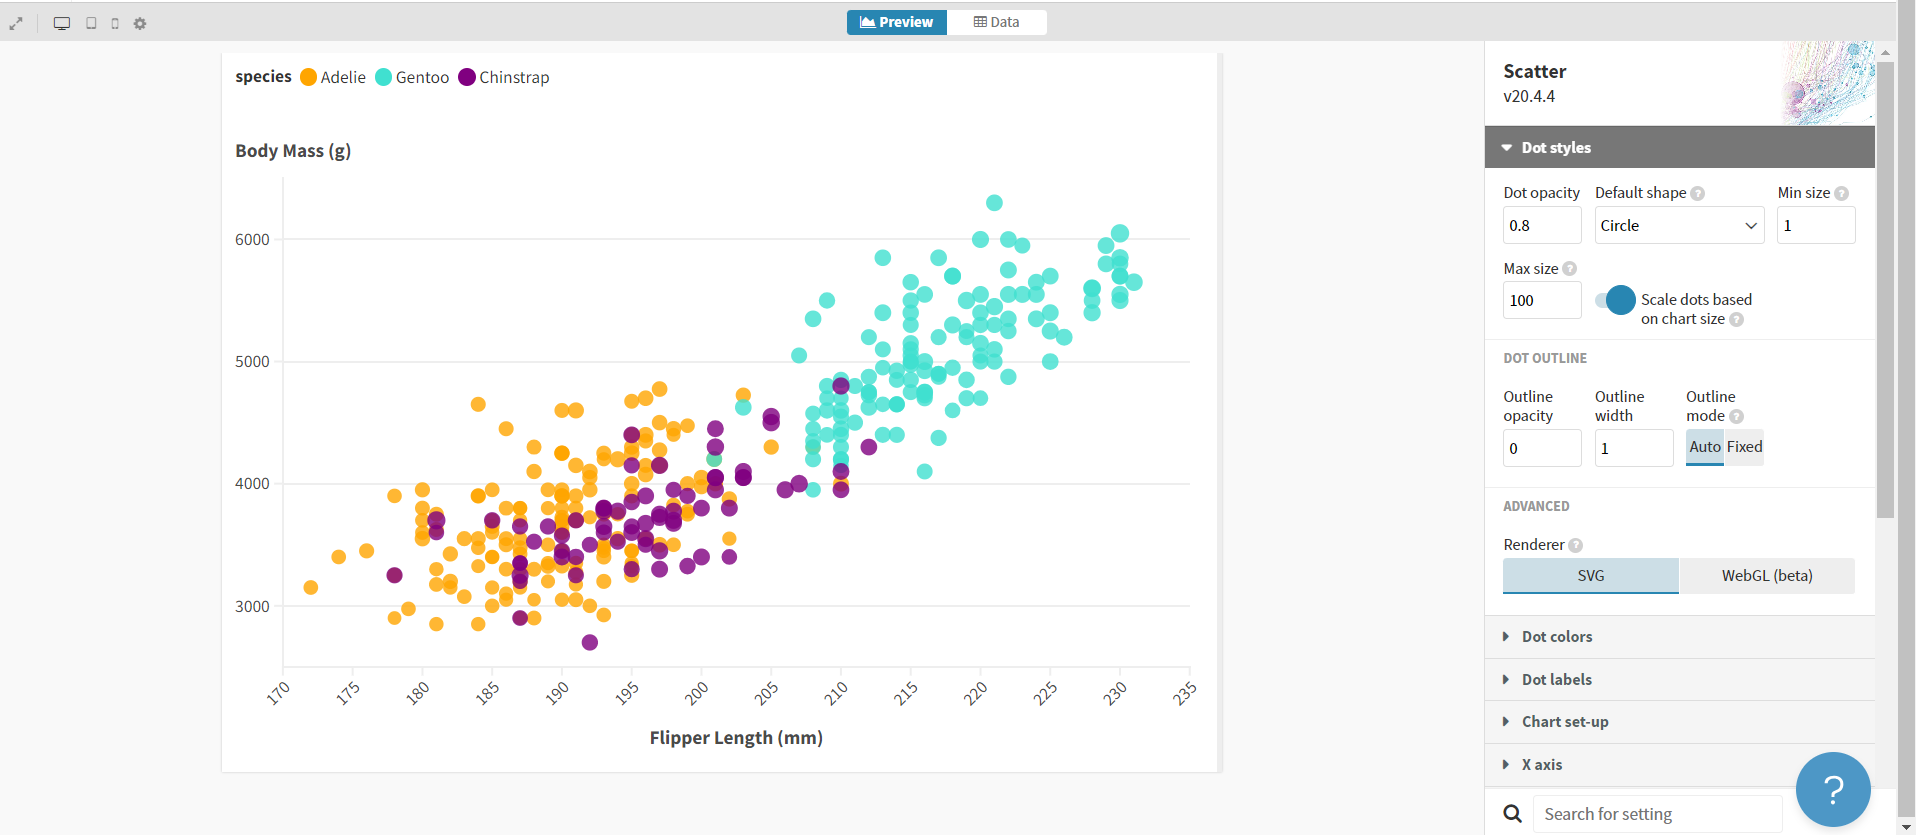 Preview
Data
species Adelie Gentoo Chinstrap
Body Mass (g)
6000
5000
4000
3000
170 175 180 185 190 195 200 205 210 215 220 225 230 235
Flipper Length (mm)
Scatter
v20.4.4
Dot styles
Dot opacity Default shape ? Min size ?
0.8 Circle 1
Max size ?
100 Scale dots based
on chart size ?
DOT OUTLINE
Outline opacity Outline width Outline mode ?
0 1 Auto Fixed
ADVANCED
Renderer ?
SVG WebGL (beta)
Dot colors
Dot labels
Chart set-up
X axis
Search for setting
?